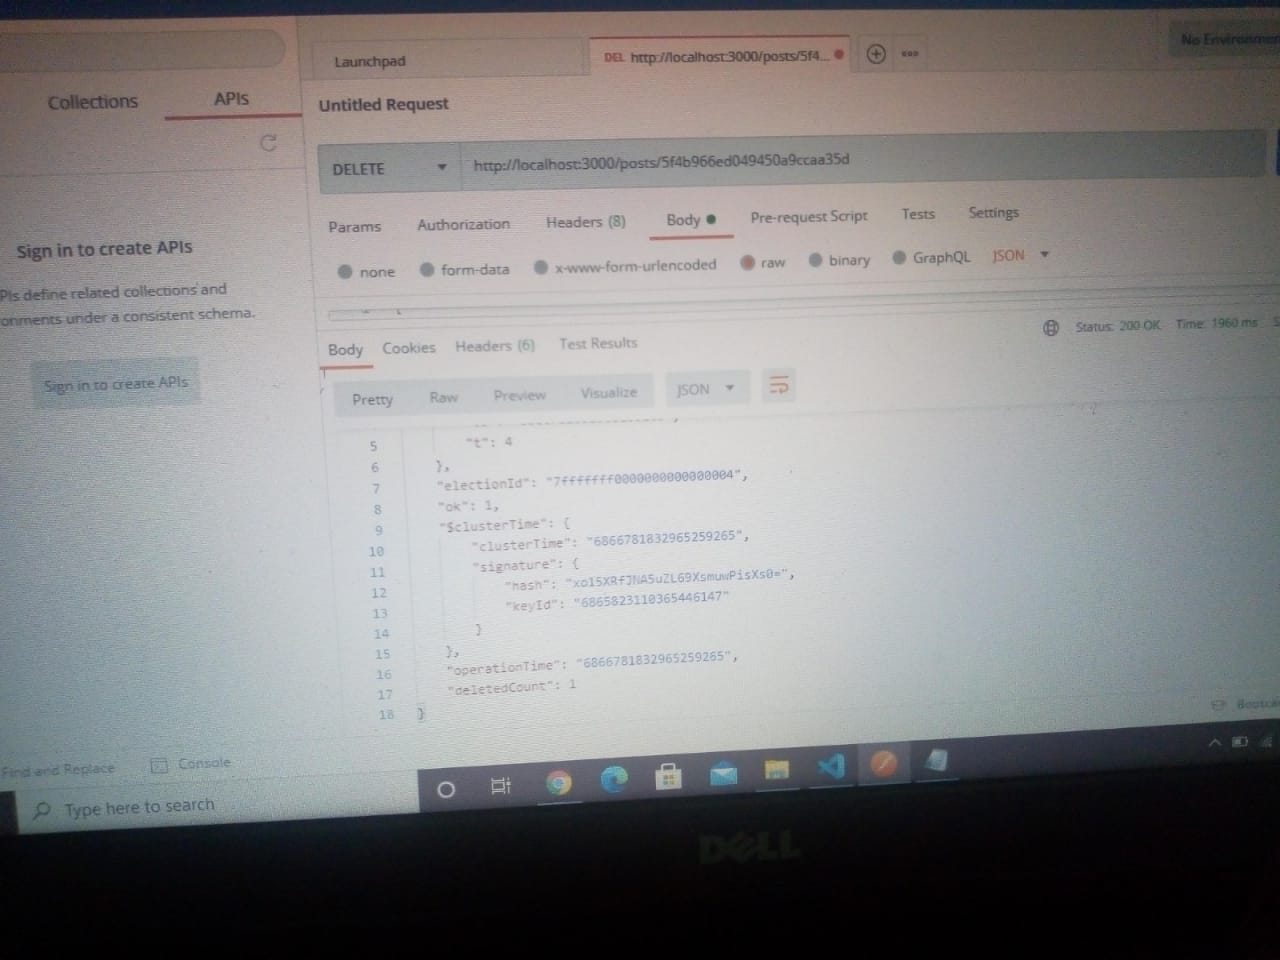 No Environmen
Launchpad
DEL http://localhost:3000/posts/5f4...
Collections APIs
Untitled Request
DELETE http://localhost:3000/posts/5f4b966ed049450a9ccaa35d
Params Authorization Headers (8) Body Pre-request Script Tests Settings
none form-data x-www-form-urlencoded raw binary GraphQL JSON
Sign in to create APIs
PIs define related collections and
onments under a consistent schema.
Sign in to create APIs
Body Cookies Headers (6) Test Results
Status: 200 OK Time: 1960 ms S
Pretty Raw Preview Visualize JSON
5 "t": 4
6 },
7 "electionId": "7fffffff0000000000000004",
8 "ok": 1,
9 "$clusterTime": {
10 "clusterTime": "6866781832965259265",
11 "signature": {
12 "hash": "xo15XRfJNA5uZL69XsmuwPisXs0=",
13 "keyId": "6865823110365446147"
14 }
15 },
16 "operationTime": "6866781832965259265",
17 "deletedCount": 1
18 }
Find and Replace Console
Type here to search
DELL